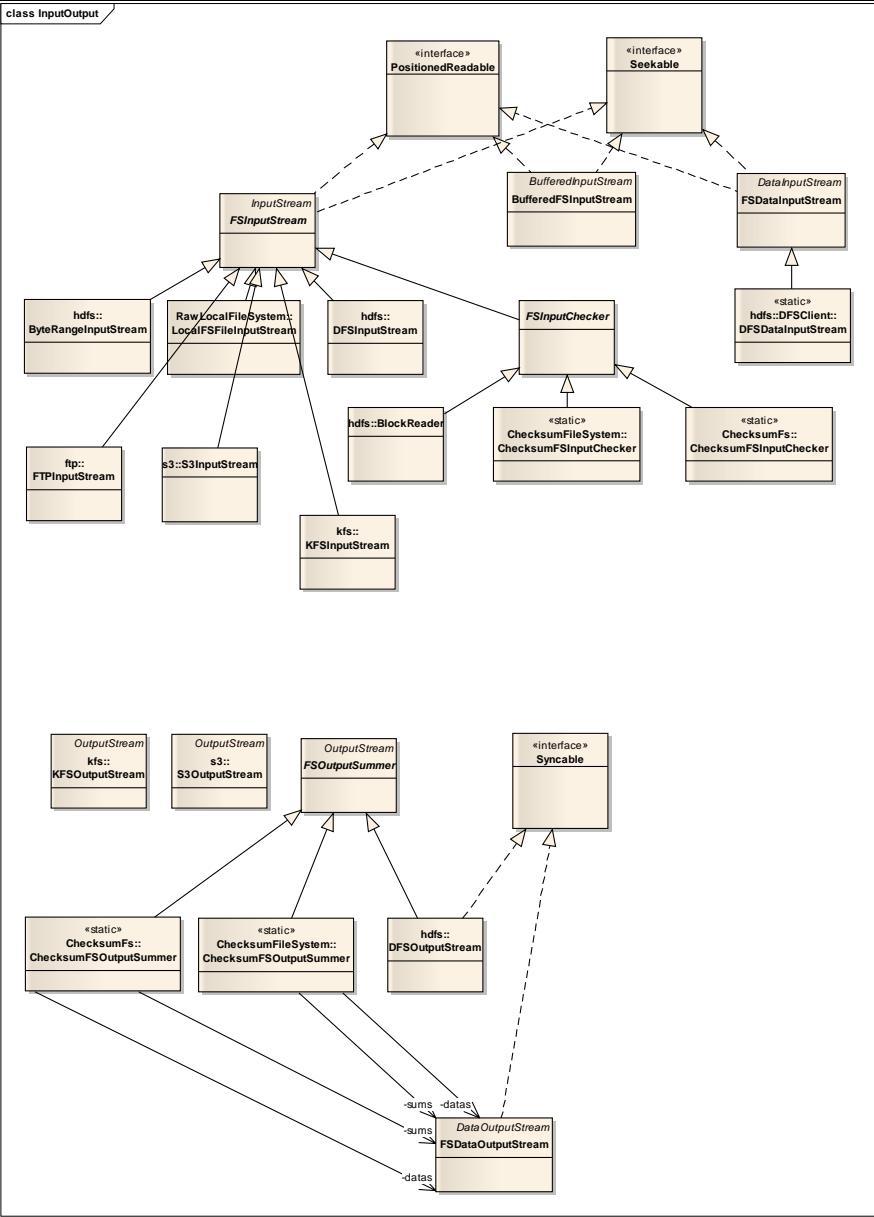 class InputOutput
«interface»
PositionedReadable
«interface»
Seekable
InputStream
FSInputStream
BufferedInputStream
BufferedFSInputStream
DataInputStream
FSDataInputStream
hdfs::
ByteRangeInputStream
RawLocalFileSystem::
LocalFSFileInputStream
hdfs::
DFSInputStream
FSInputChecker
«static»
hdfs::DFSClient::
DFSDataInputStream
hdfs::BlockReader
«static»
ChecksumFileSystem::
ChecksumFSInputChecker
«static»
ChecksumFs::
ChecksumFSInputChecker
ftp::
FTPInputStream
s3::S3InputStream
kfs::
KFSInputStream
OutputStream
kfs::
KFSOutputStream
OutputStream
s3::
S3OutputStream
OutputStream
FSOutputSummer
«interface»
Syncable
«static»
ChecksumFs::
ChecksumFSOutputSummer
«static»
ChecksumFileSystem::
ChecksumFSOutputSummer
hdfs::
DFSOutputStream
-sums
-datas
-sums
-datas
DataOutputStream
FSDataOutputStream